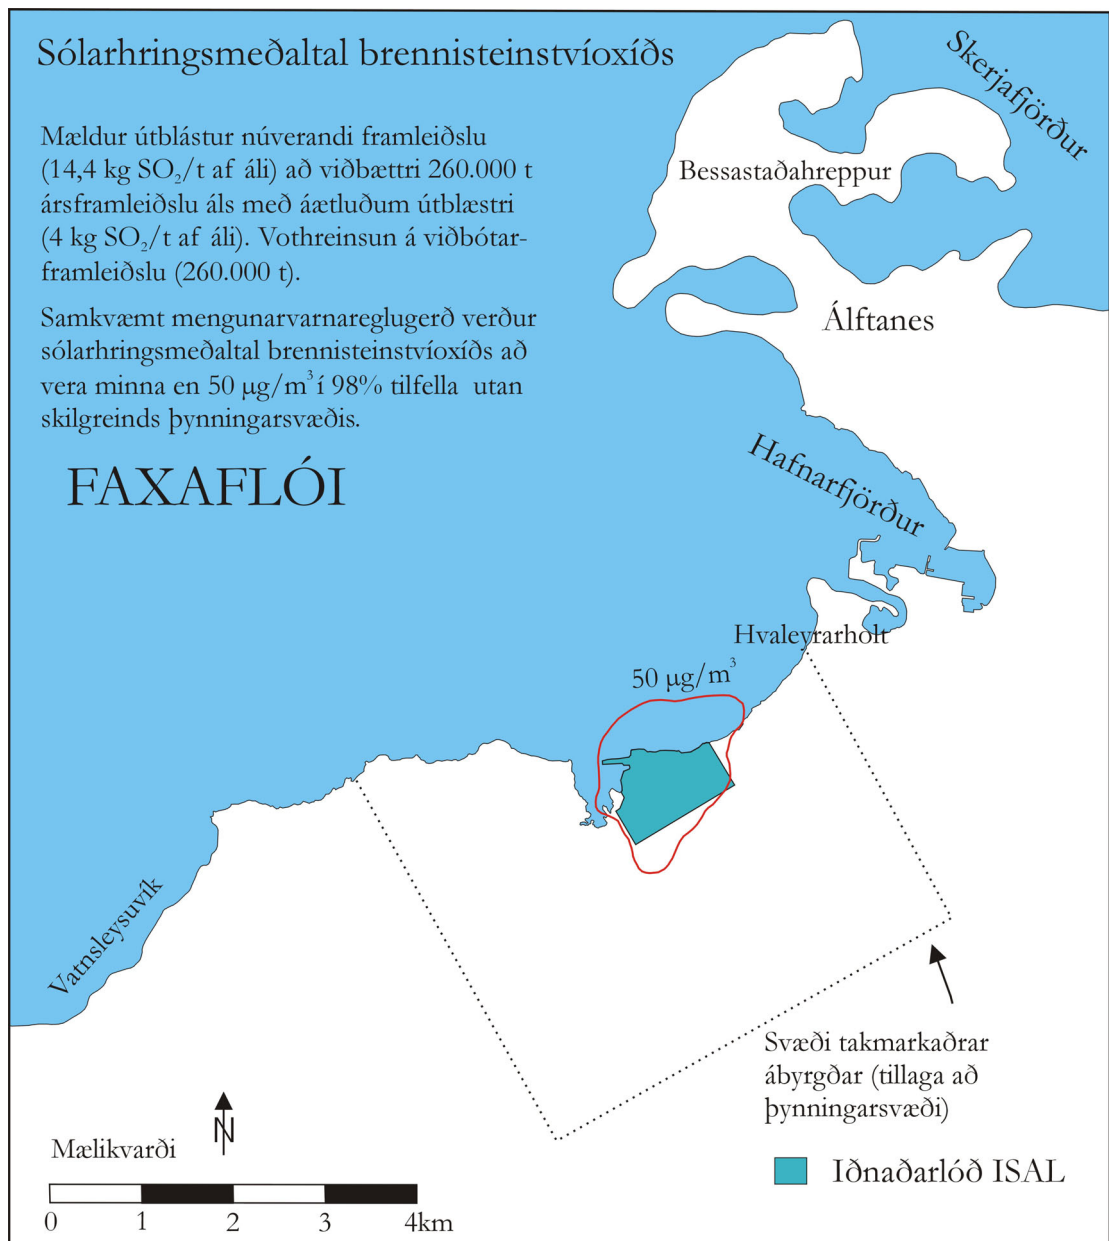 Sólarhringsmeðaltal brennisteinstvíoxíðs
Mældur útblástur núverandi framleiðslu
(14,4 kg SO₂/t af áli) að viðbættri 260.000 t
ársframleiðslu áls með áætluðum útblæstri
(4 kg SO₂/t af áli). Vothreinsun á viðbótar-
framleiðslu (260.000 t).
Samkvæmt mengunarvarnareglugerð verður
sólarhringsmeðaltal brennisteinstvíoxíðs að
vera minna en 50 µg/m³ í 98% tilfella utan
skilgreinds þynningarsvæðis.
FAXAFLÓI
Skerjafjörður
Bessastaðahreppur
Álftanes
Hafnarfjörður
Hvaleyrarholt
50 µg/m³
Vatnsleysuvík
Svæði takmarkaðrar
ábyrgðar (tillaga að
þynningarsvæði)
N
Mælikvarði
0 1 2 3 4km
Iðnaðarlóð ISAL